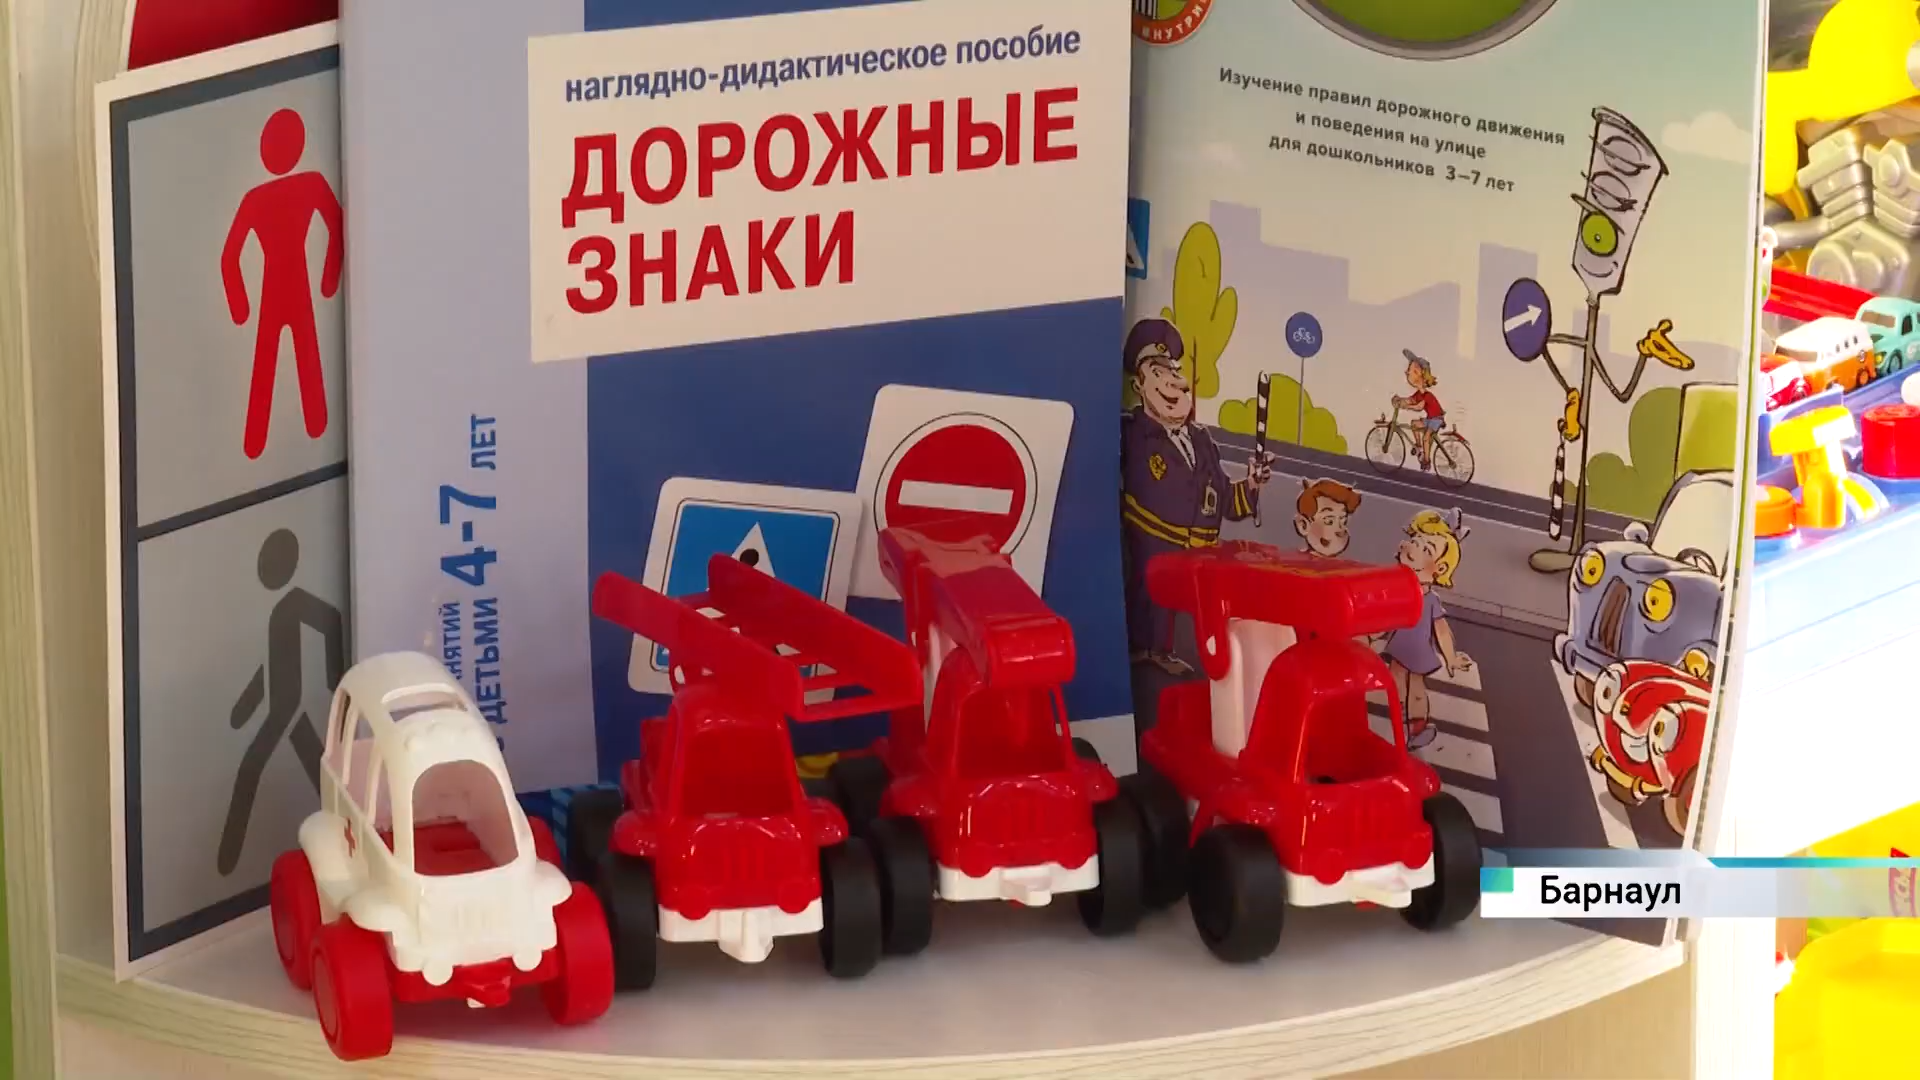 наглядно-дидактическое пособие
ДОРОЖНЫЕ
ЗНАКИ
ДЕТЬМИ 4-7 ЛЕТ
ВНУТРИ
Изучение правил дорожного движения
и поведения на улице
для дошкольников 3–7 лет
Барнаул